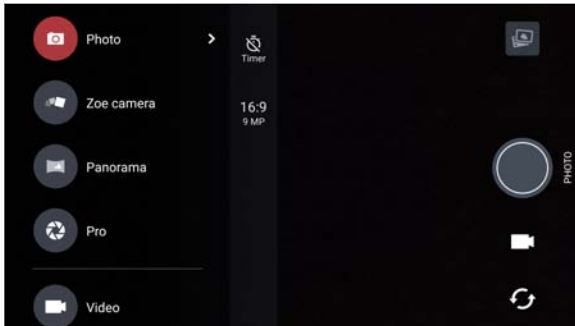 Photo
Timer
Zoe camera
16:9
9 MP
Panorama
PHOTO
Pro
Video